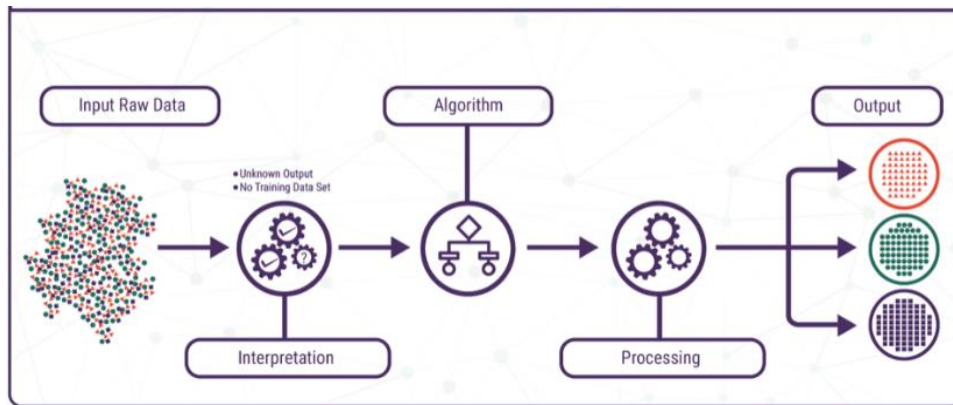 Input Raw Data
Algorithm
Output
• Unknown Output
• No Training Data Set
?
Interpretation
Processing